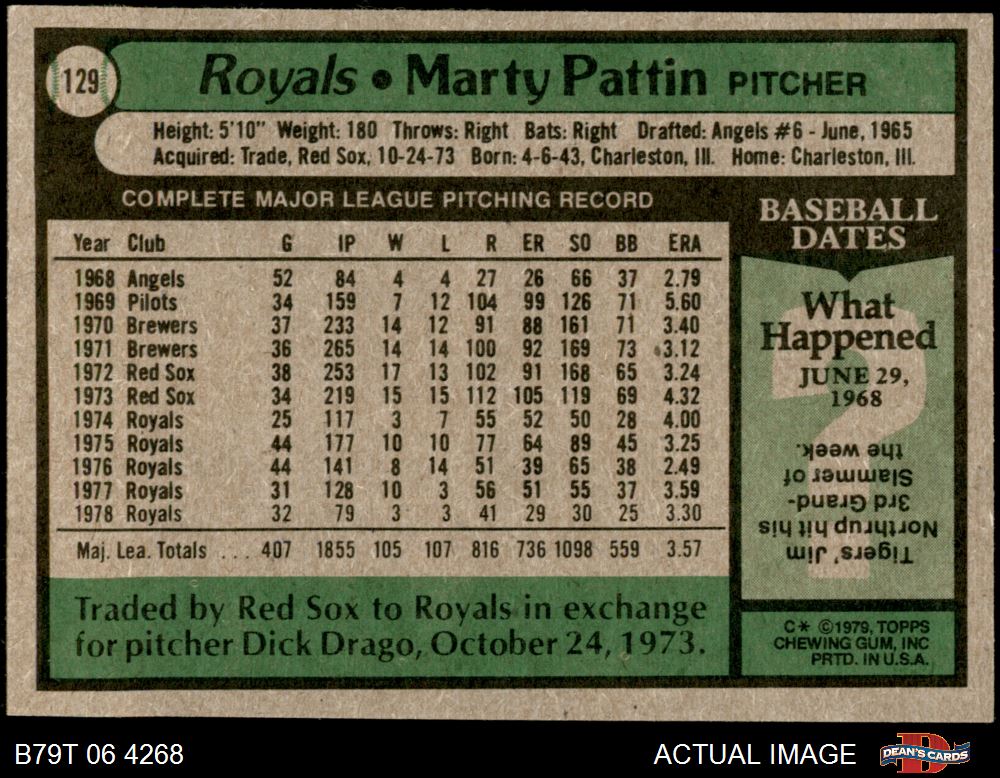 129
Royals • Marty Pattin PITCHER
Height: 5'10" Weight: 180 Throws: Right Bats: Right Drafted: Angels #6 - June, 1965
Acquired: Trade, Red Sox, 10-24-73 Born: 4-6-43, Charleston, Ill. Home: Charleston, Ill.
COMPLETE MAJOR LEAGUE PITCHING RECORD
Year Club G IP W L R ER SO BB ERA
1968 Angels 52 84 4 4 27 26 66 37 2.79
1969 Pilots 34 159 7 12 104 99 126 71 5.60
1970 Brewers 37 233 14 12 91 88 161 71 3.40
1971 Brewers 36 265 14 14 100 92 169 73 3.12
1972 Red Sox 38 253 17 13 102 91 168 65 3.24
1973 Red Sox 34 219 15 15 112 105 119 69 4.32
1974 Royals 25 117 3 7 55 52 50 28 4.00
1975 Royals 44 177 10 10 77 64 89 45 3.25
1976 Royals 44 141 8 14 51 39 65 38 2.49
1977 Royals 31 128 10 3 56 51 55 37 3.59
1978 Royals 32 79 3 3 41 29 30 25 3.30
Maj. Lea. Totals ... 407 1855 105 107 816 736 1098 559 3.57
Traded by Red Sox to Royals in exchange
for pitcher Dick Drago, October 24, 1973.
BASEBALL
DATES
What
Happened
JUNE 29,
1968
Tigers' Jim
Northrup hit his
3rd Grand-
Slammer of
the week.
C* ©1979, TOPPS
CHEWING GUM, INC
PRTD. IN U.S.A.
B79T 06 4268
ACTUAL IMAGE
DEAN'S CARDS